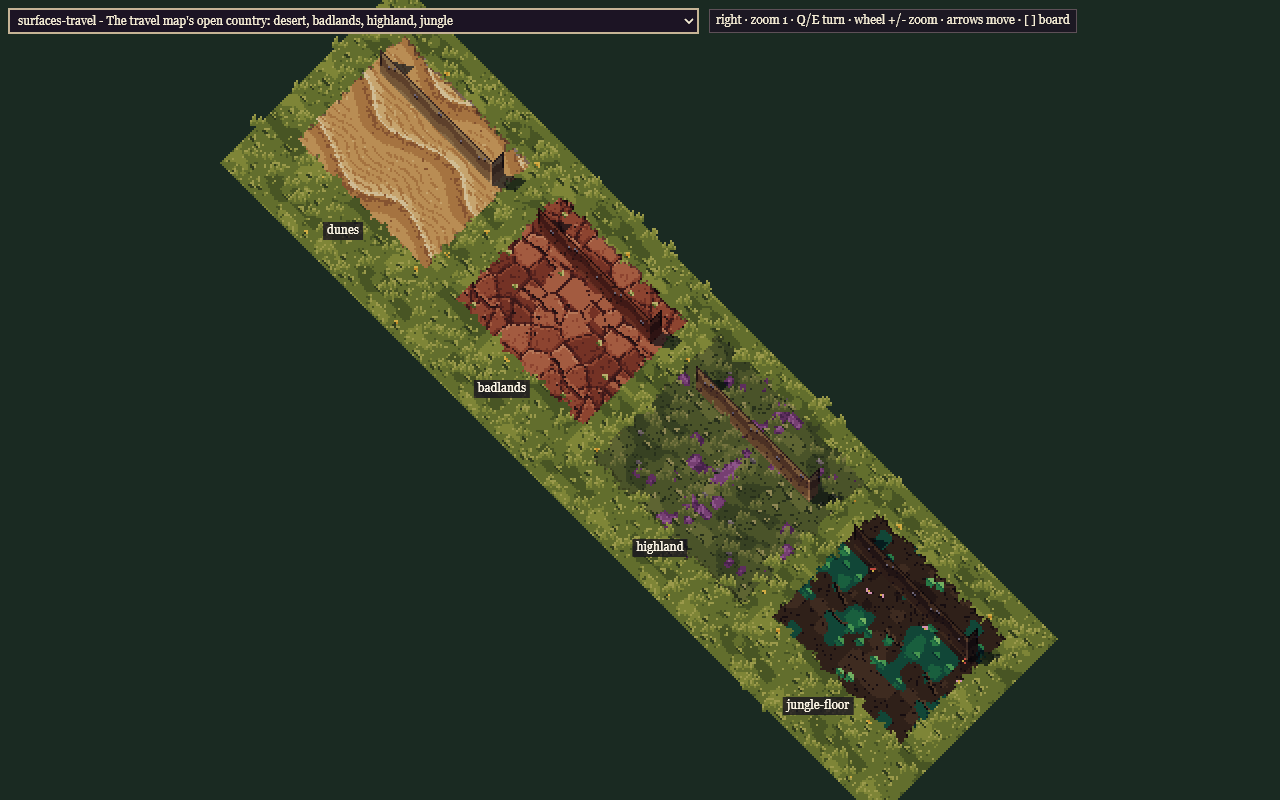 surfaces-travel - The travel map's open country: desert, badlands, highland, jungle
right · zoom 1 · Q/E turn · wheel +/- zoom · arrows move · [ ] board
dunes
badlands
highland
jungle-floor